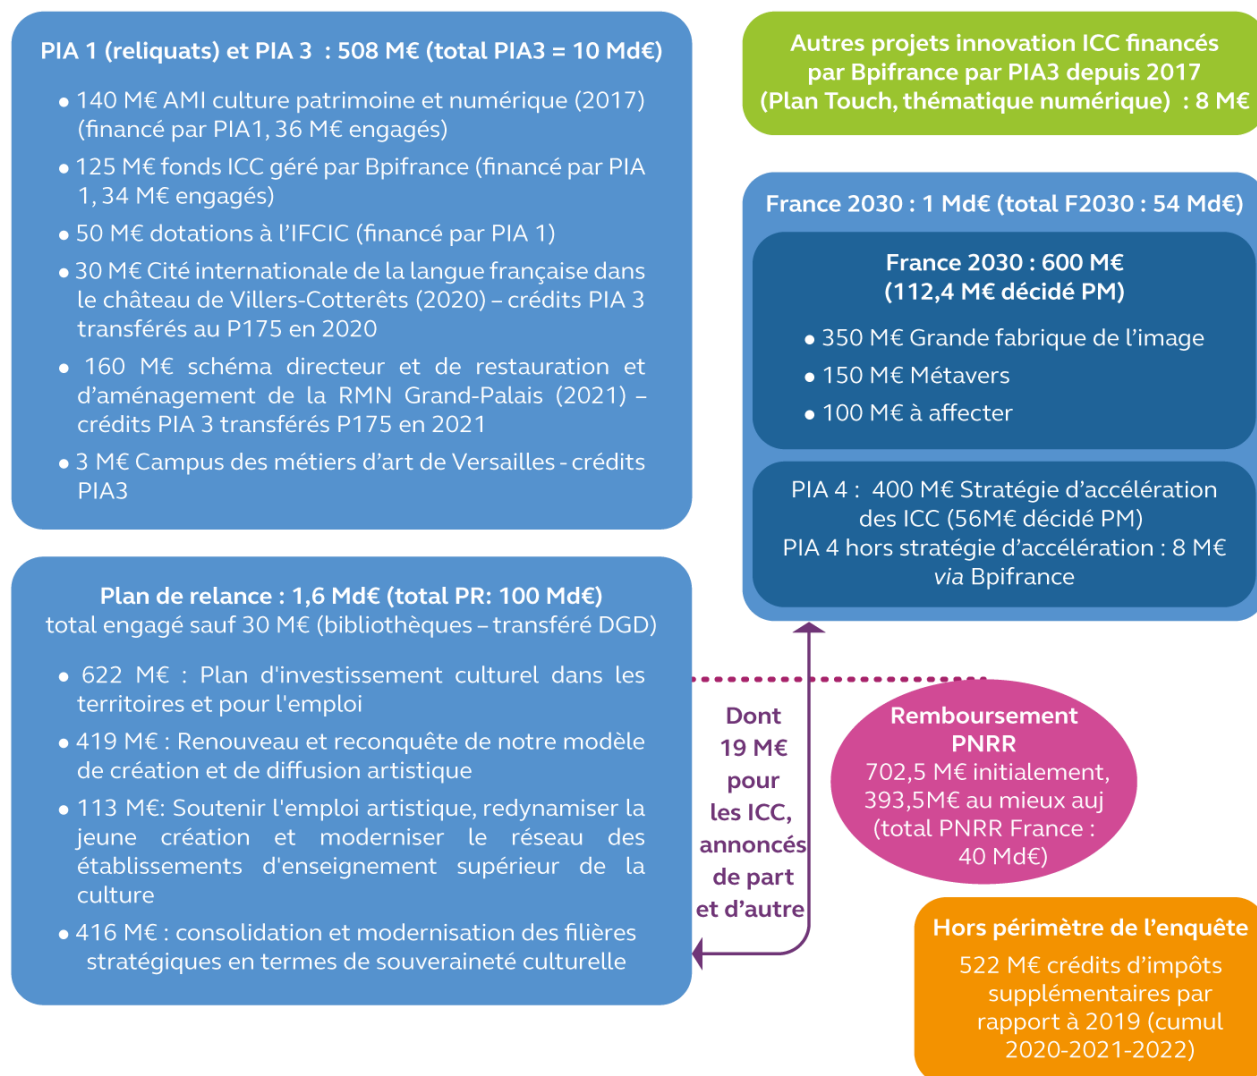 PIA 1 (reliquats) et PIA 3 : 508 M€ (total PIA3 = 10 Md€)
• 140 M€ AMI culture patrimoine et numérique (2017)
(financé par PIA1, 36 M€ engagés)
• 125 M€ fonds ICC géré par Bpifrance (financé par PIA
1, 34 M€ engagés)
• 50 M€ dotations à l'IFCIC (financé par PIA 1)
• 30 M€ Cité internationale de la langue française dans
le château de Villers-Cotterêts (2020) – crédits PIA 3
transférés au P175 en 2020
• 160 M€ schéma directeur et de restauration et
d'aménagement de la RMN Grand-Palais (2021) –
crédits PIA 3 transférés P175 en 2021
• 3 M€ Campus des métiers d'art de Versailles - crédits
PIA3
Autres projets innovation ICC financés
par Bpifrance par PIA3 depuis 2017
(Plan Touch, thématique numérique) : 8 M€
France 2030 : 1 Md€ (total F2030 : 54 Md€)
France 2030 : 600 M€
(112,4 M€ décidé PM)
• 350 M€ Grande fabrique de l'image
• 150 M€ Métavers
• 100 M€ à affecter
PIA 4 : 400 M€ Stratégie d'accélération
des ICC (56M€ décidé PM)
PIA 4 hors stratégie d'accélération : 8 M€
via Bpifrance
Plan de relance : 1,6 Md€ (total PR: 100 Md€)
total engagé sauf 30 M€ (bibliothèques – transféré DGD)
• 622 M€ : Plan d'investissement culturel dans les
territoires et pour l'emploi
• 419 M€ : Renouveau et reconquête de notre modèle
de création et de diffusion artistique
• 113 M€: Soutenir l'emploi artistique, redynamiser la
jeune création et moderniser le réseau des
établissements d'enseignement supérieur de la
culture
• 416 M€ : consolidation et modernisation des filières
stratégiques en termes de souveraineté culturelle
Dont
19 M€
pour
les ICC,
annoncés
de part
et d'autre
Remboursement
PNRR
702,5 M€ initialement,
393,5M€ au mieux auj
(total PNRR France :
40 Md€)
Hors périmètre de l'enquête
522 M€ crédits d'impôts
supplémentaires par
rapport à 2019 (cumul
2020-2021-2022)